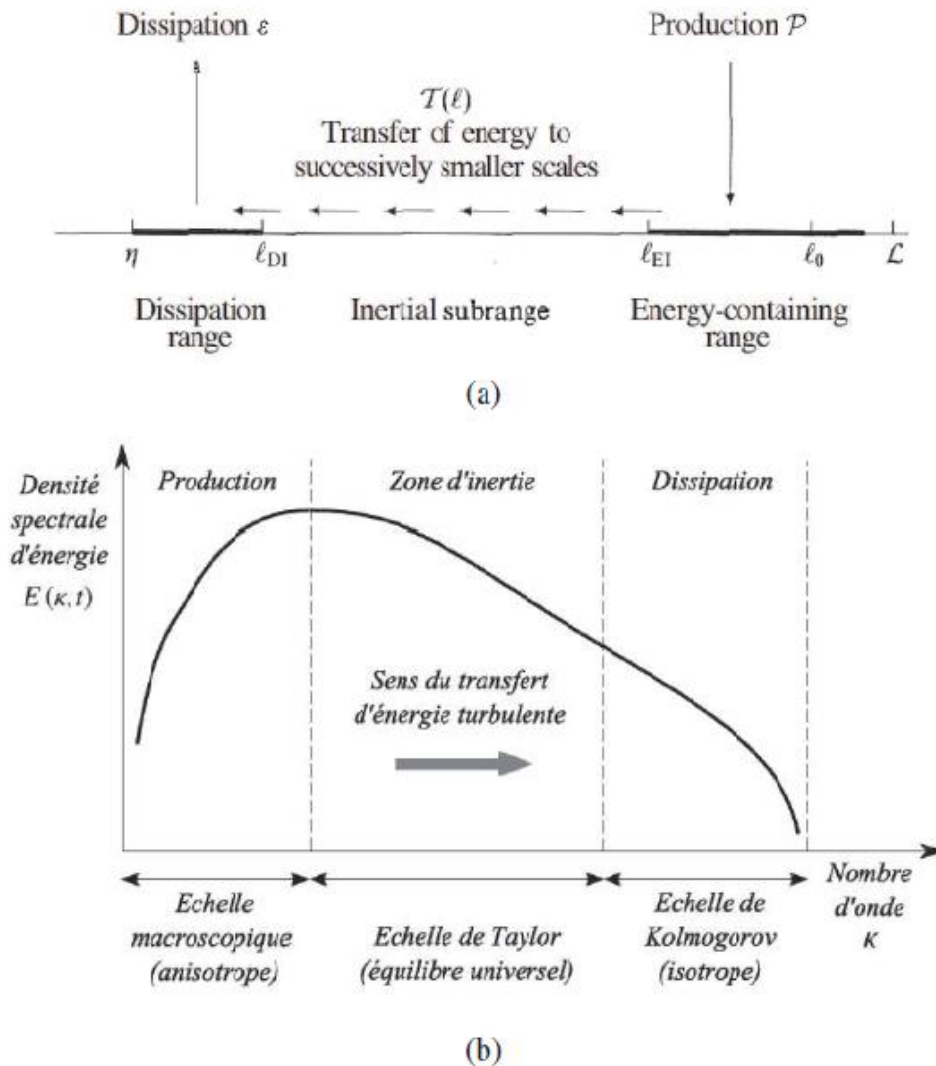 Dissipation ε
Production 𝒫
𝒯(ℓ)
Transfer of energy to
successively smaller scales
η
ℓDI
ℓEI
ℓ0
ℒ
Dissipation
range
Inertial subrange
Energy-containing
range
(a)
Densité
spectrale
d'énergie
E (κ, t)
Production
Zone d'inertie
Dissipation
Sens du transfert
d'énergie turbulente
Echelle
macroscopique
(anisotrope)
Echelle de Taylor
(équilibre universel)
Echelle de
Kolmogorov
(isotrope)
Nombre
d'onde
κ
(b)